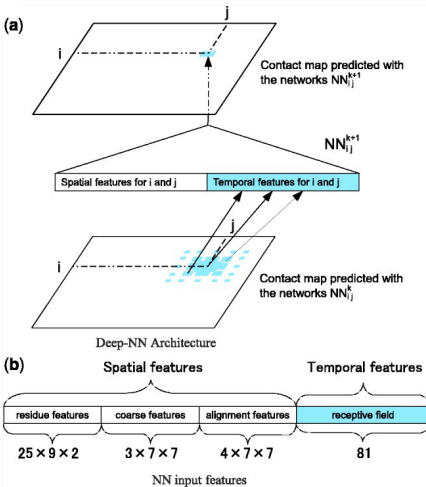 (a)
j
i
Contact map predicted with
the networks NN^{k+1}_{ij}
NN^{k+1}_{ij}
Spatial features for i and j
Temporal features for i and j
j
i
Contact map predicted with
the networks NN^{k}_{ij}
Deep-NN Architecture
(b)
Spatial features
Temporal features
residue features
coarse features
alignment features
receptive field
25×9×2
3×7×7
4×7×7
81
NN input features